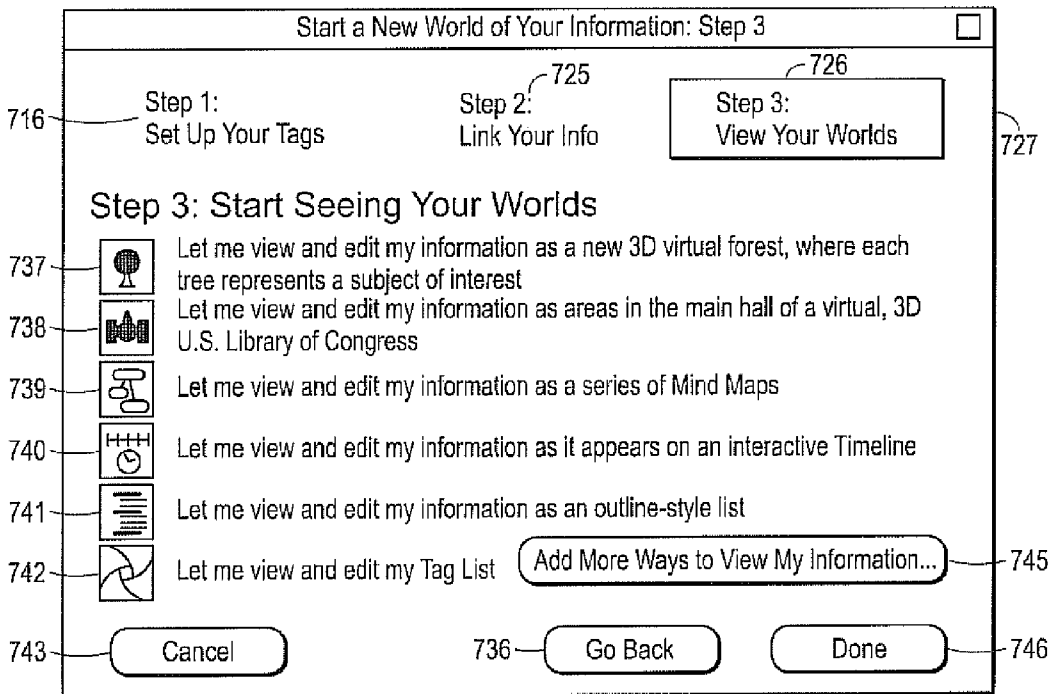 Start a New World of Your Information: Step 3
725
726
716
Step 1:
Set Up Your Tags
Step 2:
Link Your Info
Step 3:
View Your Worlds
727
Step 3: Start Seeing Your Worlds
737
Let me view and edit my information as a new 3D virtual forest, where each
tree represents a subject of interest
738
Let me view and edit my information as areas in the main hall of a virtual, 3D
U.S. Library of Congress
739
Let me view and edit my information as a series of Mind Maps
740
Let me view and edit my information as it appears on an interactive Timeline
741
Let me view and edit my information as an outline-style list
742
Let me view and edit my Tag List
Add More Ways to View My Information...
745
743
Cancel
736
Go Back
Done
746